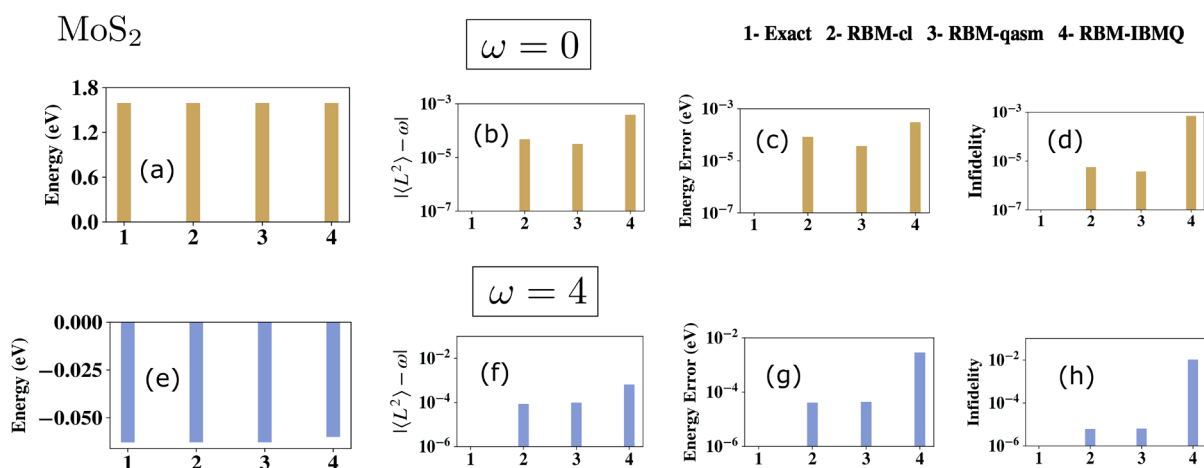 MoS₂
ω = 0
1- Exact 2- RBM-cl 3- RBM-qasm 4- RBM-IBMQ
Energy (eV)
1.8
1.2
0.6
0.0
(a)
1 2 3 4
|⟨L²⟩ − ω|
10⁻³
10⁻⁵
10⁻⁷
(b)
1 2 3 4
Energy Error (eV)
10⁻³
10⁻⁵
10⁻⁷
(c)
1 2 3 4
Infidelity
10⁻³
10⁻⁵
10⁻⁷
(d)
1 2 3 4
ω = 4
Energy (eV)
0.000
−0.025
−0.050
(e)
1 2 3 4
|⟨L²⟩ − ω|
10⁻²
10⁻⁴
10⁻⁶
(f)
1 2 3 4
Energy Error (eV)
10⁻²
10⁻⁴
10⁻⁶
(g)
1 2 3 4
Infidelity
10⁻²
10⁻⁴
10⁻⁶
(h)
1 2 3 4